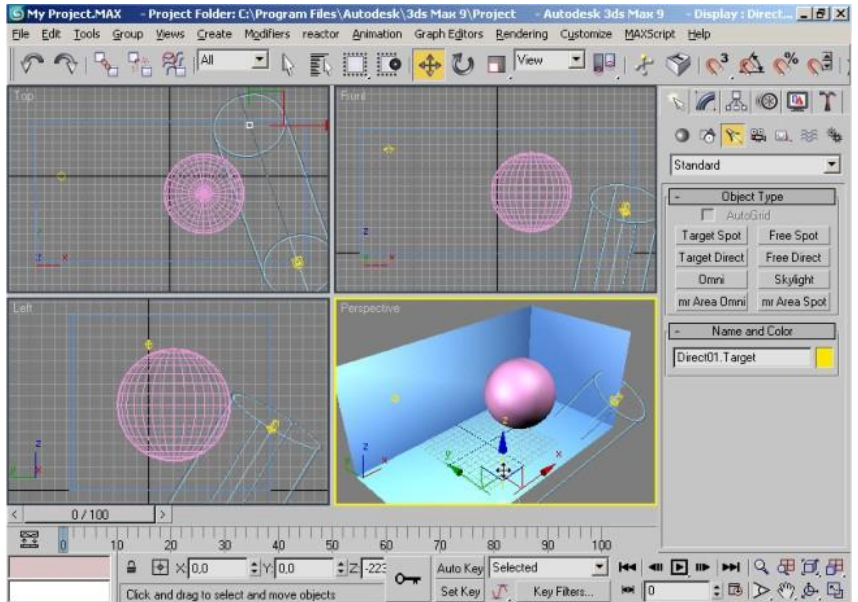 My Project.MAX - Project Folder: C:\Program Files\Autodesk\3ds Max 9\Project - Autodesk 3ds Max 9 - Display : Direct...
File Edit Tools Group Views Create Modifiers reactor Animation Graph Editors Rendering Customize MAXScript Help
All View 3 %
Top Front
Standard
- Object Type
AutoGrid
Target Spot Free Spot
Target Direct Free Direct
Omni Skylight
mr Area Omni mr Area Spot
Left Perspective
- Name and Color
Direct01.Target
z x y
< 0 / 100 >
0 10 20 30 40 50 60 70 80 90 100
X: 0,0 Y: 0,0 Z: -223 Auto Key Selected
Click and drag to select and move objects Set Key Key Filters... 0